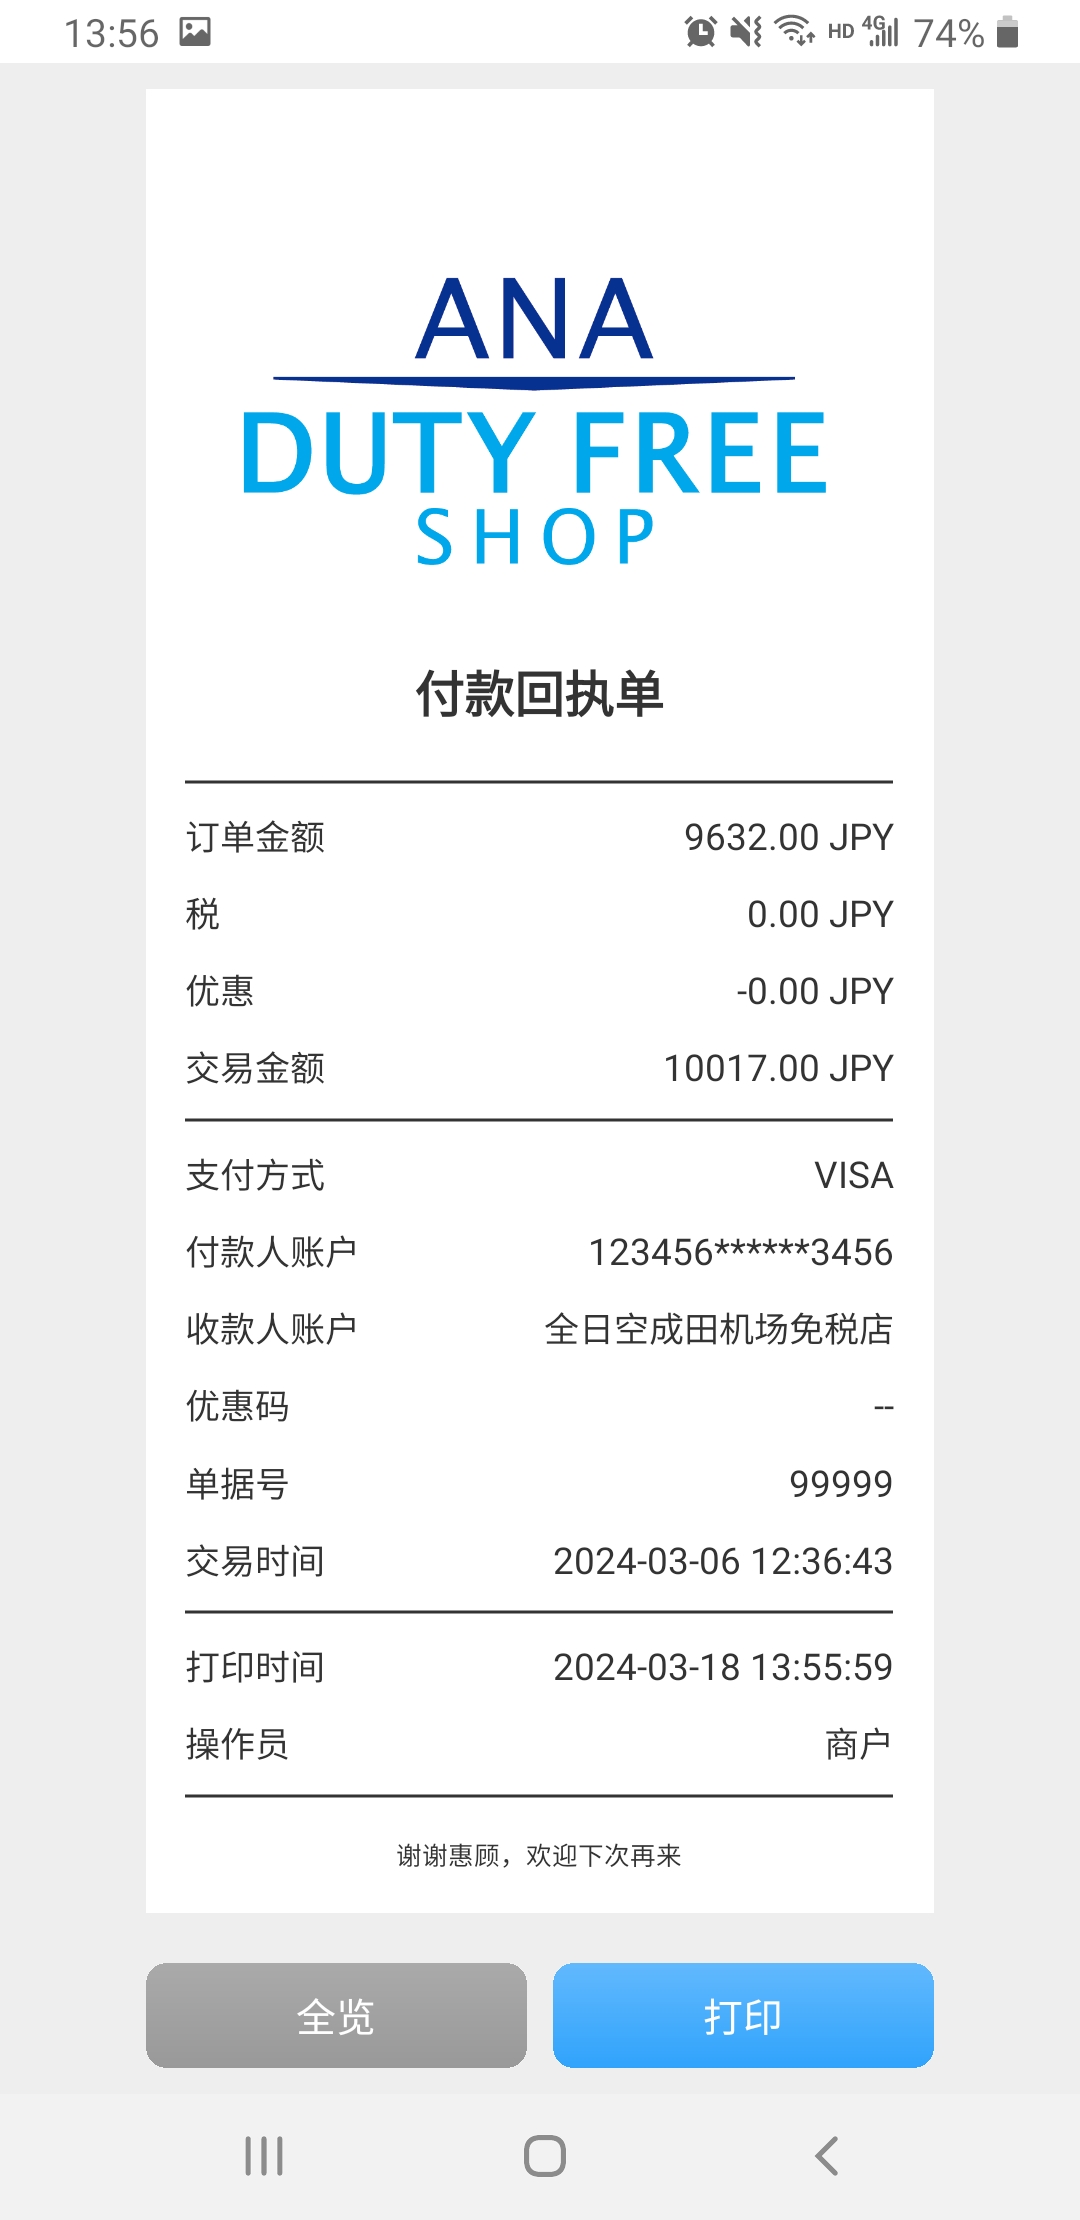 13:56 HD 4G 74%
ANA
DUTY FREE
SHOP
付款回执单
订单金额 9632.00 JPY
税 0.00 JPY
优惠 -0.00 JPY
交易金额 10017.00 JPY
支付方式 VISA
付款人账户 123456******3456
收款人账户 全日空成田机场免税店
优惠码 --
单据号 99999
交易时间 2024-03-06 12:36:43
打印时间 2024-03-18 13:55:59
操作员 商户
谢谢惠顾，欢迎下次再来
全览 打印